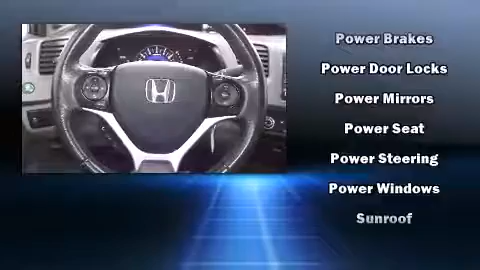 Power Brakes
Power Door Locks
Power Mirrors
Power Seat
Power Steering
Power Windows
Sunroof